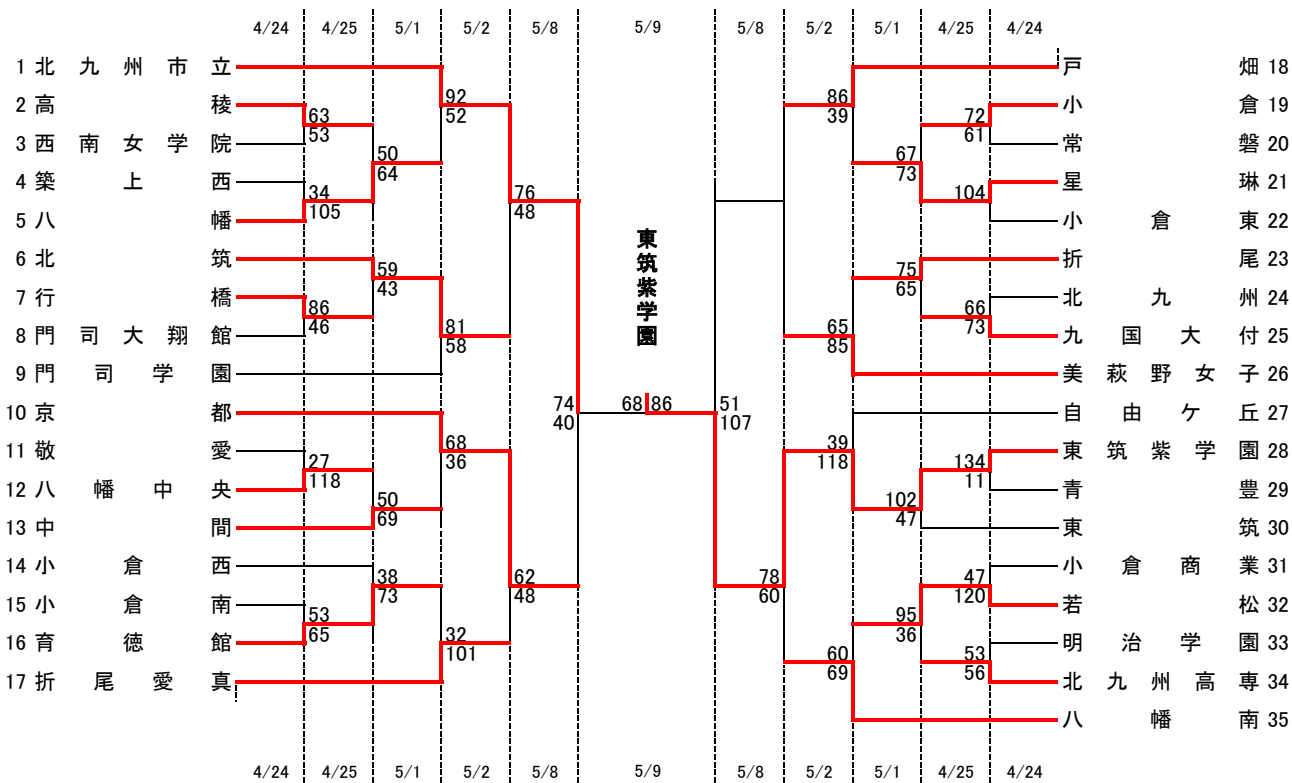 4/24 4/25 5/1 5/2 5/8 5/9 5/8 5/2 5/1 4/25 4/24
1 北九州市立
2 高稜
3 西南女学院
4 築上西
5 八幡
6 北筑
7 行橋
8 門司大翔館
9 門司学園
10 京都
11 敬愛
12 八幡中央
13 中間
14 小倉西
15 小倉南
16 育徳館
17 折尾愛真
63
53
34
105
86
46
27
118
53
65
50
64
59
43
50
69
38
73
92
52
81
58
68
36
32
101
76
48
62
48
74
40
東筑紫学園
68 86
51
107
78
60
86
39
65
85
39
118
60
69
67
73
75
65
102
47
95
36
72
61
104
66
73
134
11
47
120
53
56
戸畑 18
小倉 19
常磐 20
星琳 21
小倉東 22
折尾 23
北九州 24
九国大付 25
美萩野女子 26
自由ケ丘 27
東筑紫学園 28
青豊 29
東筑 30
小倉商業 31
若松 32
明治学園 33
北九州高専 34
八幡南 35
4/24 4/25 5/1 5/2 5/8 5/9 5/8 5/2 5/1 4/25 4/24